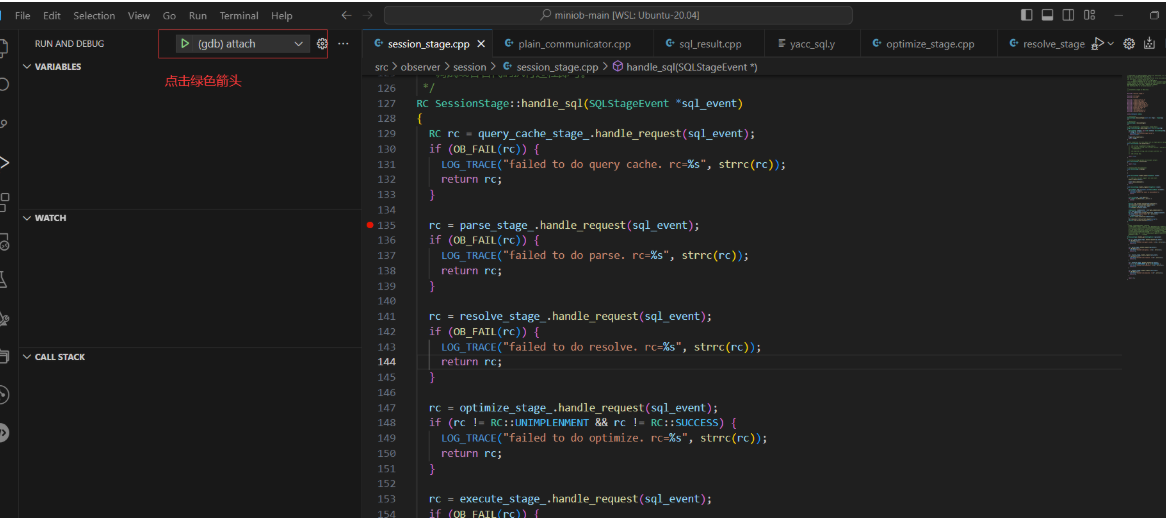 File Edit Selection View Go Run Terminal Help
miniob-main [WSL: Ubuntu-20.04]
RUN AND DEBUG
(gdb) attach
点击绿色箭头
VARIABLES
WATCH
CALL STACK
session_stage.cpp
plain_communicator.cpp
sql_result.cpp
yacc_sql.y
optimize_stage.cpp
resolve_stage
src > observer > session > session_stage.cpp > handle_sql(SQLStageEvent *)
126 */
127 RC SessionStage::handle_sql(SQLStageEvent *sql_event)
128 {
129 RC rc = query_cache_stage_.handle_request(sql_event);
130 if (OB_FAIL(rc)) {
131 LOG_TRACE("failed to do query cache. rc=%s", strrc(rc));
132 return rc;
133 }
134
135 rc = parse_stage_.handle_request(sql_event);
136 if (OB_FAIL(rc)) {
137 LOG_TRACE("failed to do parse. rc=%s", strrc(rc));
138 return rc;
139 }
140
141 rc = resolve_stage_.handle_request(sql_event);
142 if (OB_FAIL(rc)) {
143 LOG_TRACE("failed to do resolve. rc=%s", strrc(rc));
144 return rc;
145 }
146
147 rc = optimize_stage_.handle_request(sql_event);
148 if (rc != RC::UNIMPLENMENT && rc != RC::SUCCESS) {
149 LOG_TRACE("failed to do optimize. rc=%s", strrc(rc));
150 return rc;
151 }
152
153 rc = execute_stage_.handle_request(sql_event);
154 if (OB_FAIL(rc)) {